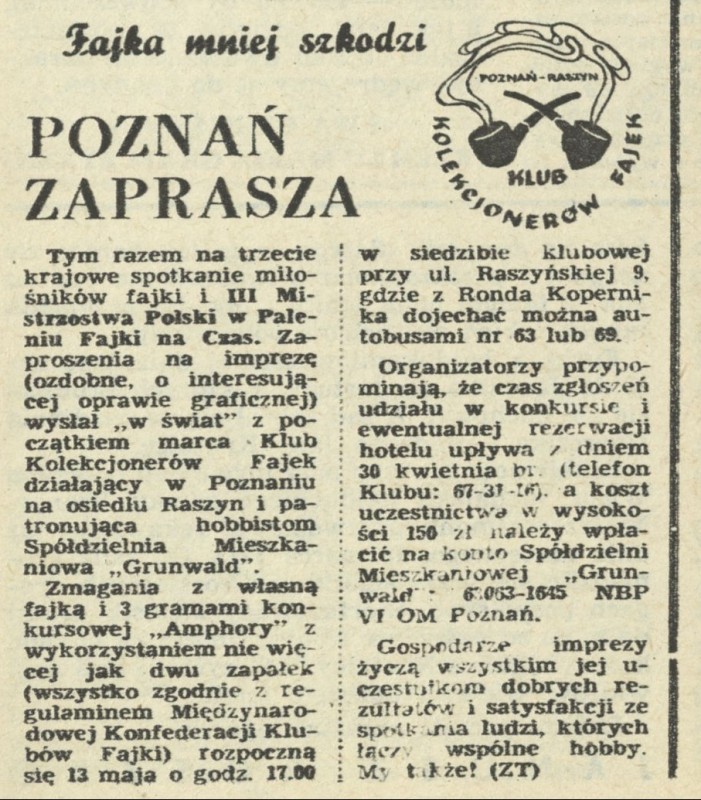 Fajka mniej szkodzi
POZNAŃ - RASZYN
KLUB
KOLEKCJONERÓW FAJEK
POZNAŃ
ZAPRASZA
Tym razem na trzecie
krajowe spotkanie miło-
śników fajki i III Mi-
strzostwa Polski w Pale-
niu Fajki na Czas. Za-
proszenia na imprezę
(ozdobne, o interesują-
cej oprawie graficznej)
wysłał „w świat" z po-
czątkiem marca Klub
Kolekcjonerów Fajek
działający w Poznaniu
na osiedlu Raszyn i pa-
tronująca hobbistom
Spółdzielnia Mieszka-
niowa „Grunwald".
Zmagania z własną
fajką i 3 gramami kon-
kursowej „Amphory" z
wykorzystaniem nie wię-
cej jak dwu zapałek
(wszystko zgodnie z re-
gulaminem Międzynaro-
dowej Konfederacji Klu-
bów Fajki) rozpoczną
się 13 maja o godz. 17.00
w siedzibie klubowej
przy ul. Raszyńskiej 9,
gdzie z Ronda Koperni-
ka dojechać można au-
tobusami nr 63 lub 69.
Organizatorzy przypo-
minają, że czas zgłoszeń
udziału w konkursie i
ewentualnej rezerwacji
hotelu upływa z dniem
30 kwietnia br. (telefon
Klubu: 67-31-16). a koszt
uczestnictwa w wysoko-
ści 150 zł należy wpła-
cić na konto Spółdzielni
Mieszkaniowej „Grun-
wald" NBP
VI OM Poznań.
Gospodarze imprezy
życzą wszystkim jej u-
czestnikom dobrych re-
zultatów i satysfakcji ze
spotkania ludzi, których
łączy wspólne hobby.
My także! (ZT)